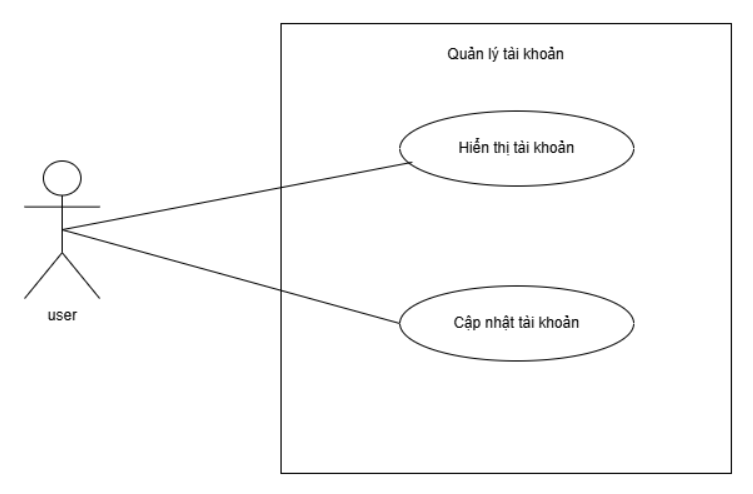 Quản lý tài khoản
Hiển thị tài khoản
user
Cập nhật tài khoản